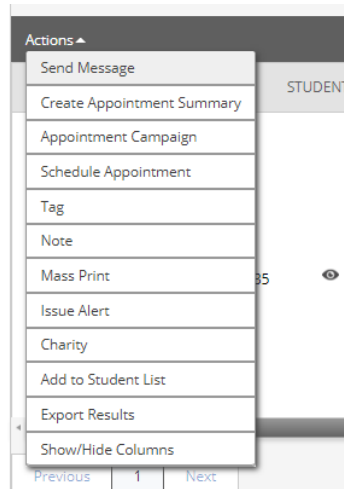 Actions
Send Message
STUDENT
Create Appointment Summary
Appointment Campaign
Schedule Appointment
Tag
Note
Mass Print
35
Issue Alert
Charity
Add to Student List
Export Results
Show/Hide Columns
Previous 1 Next